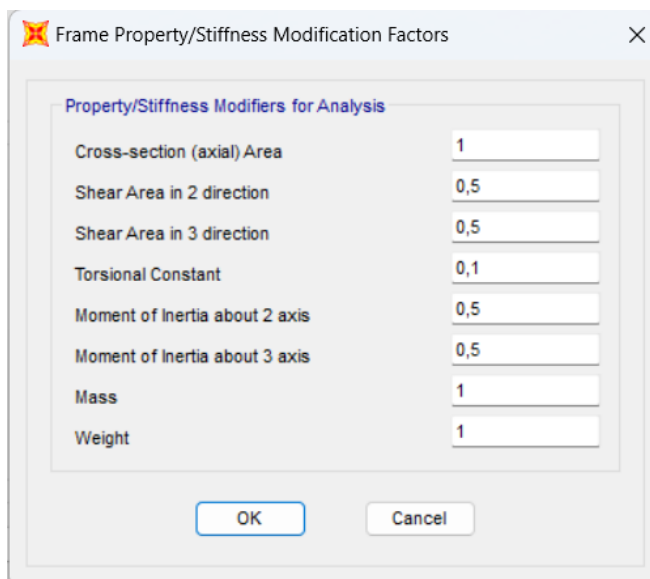 Frame Property/Stiffness Modification Factors
Property/Stiffness Modifiers for Analysis
Cross-section (axial) Area 1
Shear Area in 2 direction 0,5
Shear Area in 3 direction 0,5
Torsional Constant 0,1
Moment of Inertia about 2 axis 0,5
Moment of Inertia about 3 axis 0,5
Mass 1
Weight 1
OK Cancel